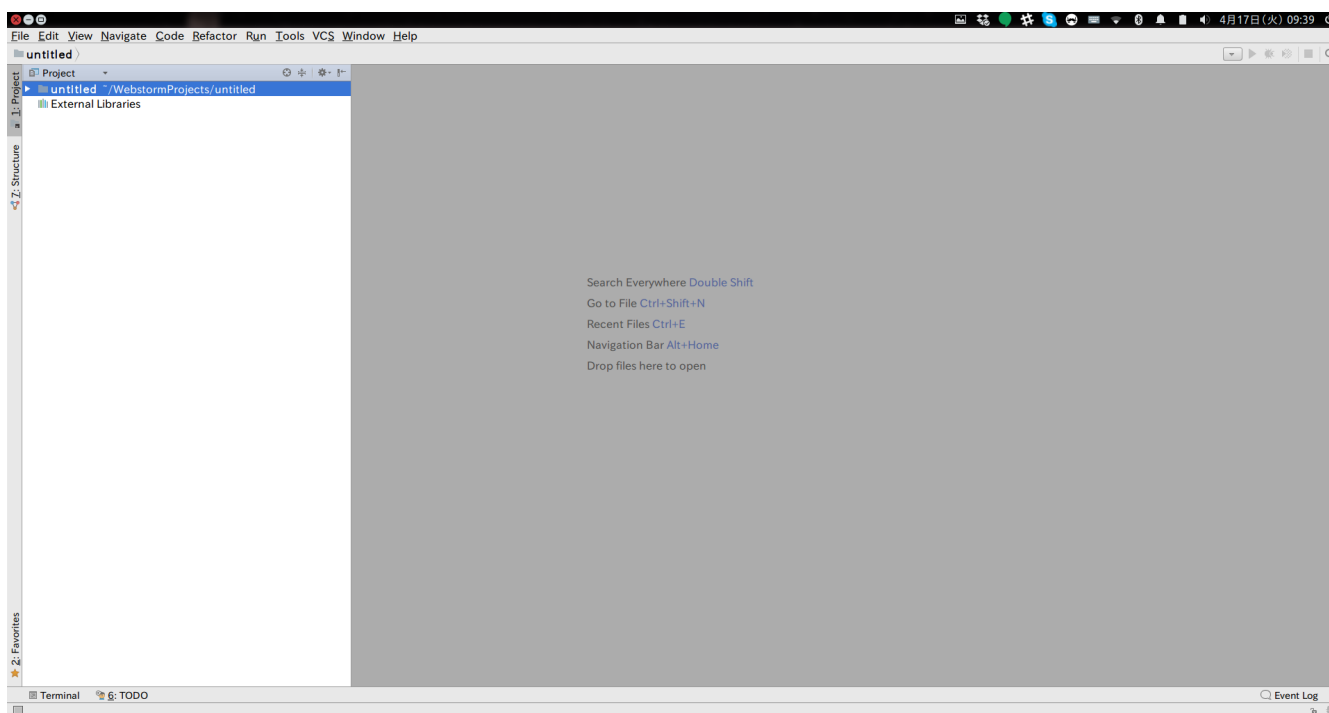 4月17日(火) 09:39
File Edit View Navigate Code Refactor Run Tools VCS Window Help
untitled
1: Project
Project
untitled ~/WebstormProjects/untitled
External Libraries
7: Structure
Search Everywhere Double Shift
Go to File Ctrl+Shift+N
Recent Files Ctrl+E
Navigation Bar Alt+Home
Drop files here to open
2: Favorites
Terminal 6: TODO Event Log